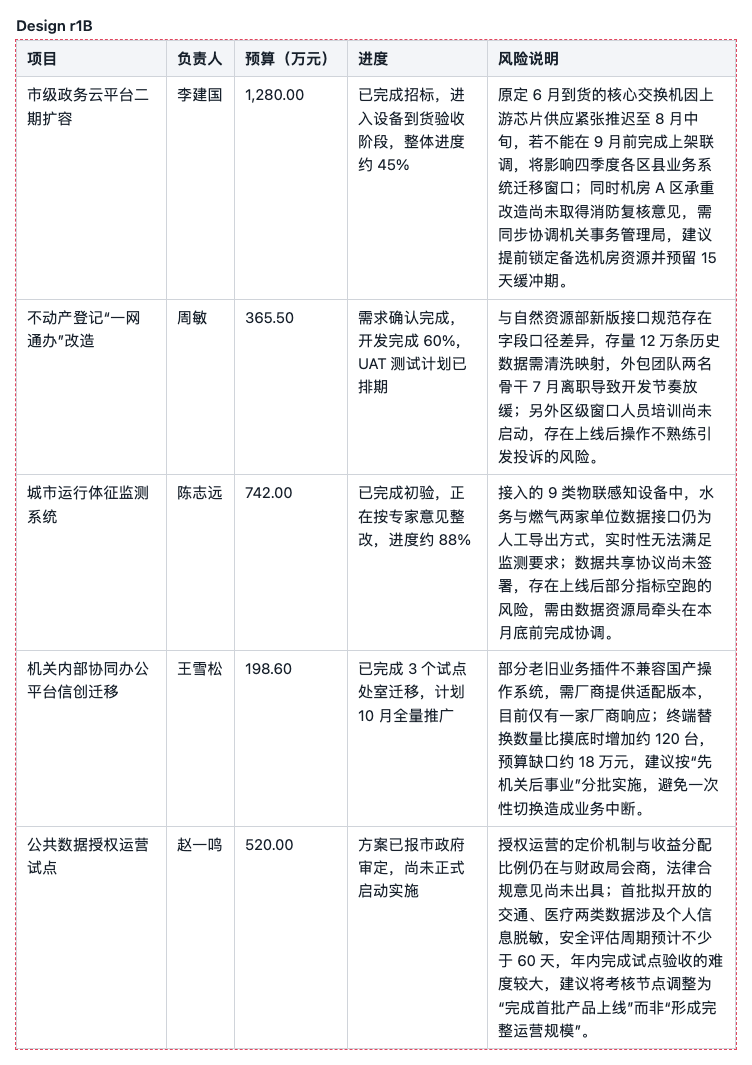 Design r1B
项目 负责人 预算（万元） 进度 风险说明
市级政务云平台二
期扩容
李建国
1,280.00
已完成招标，进
入设备到货验收
阶段，整体进度
约 45%
原定 6 月到货的核心交换机因上
游芯片供应紧张推迟至 8 月中
旬，若不能在 9 月前完成上架联
调，将影响四季度各区县业务系
统迁移窗口；同时机房 A 区承重
改造尚未取得消防复核意见，需
同步协调机关事务管理局，建议
提前锁定备选机房资源并预留 15
天缓冲期。
不动产登记“一网
通办”改造
周敏
365.50
需求确认完成，
开发完成 60%，
UAT 测试计划已
排期
与自然资源部新版接口规范存在
字段口径差异，存量 12 万条历史
数据需清洗映射，外包团队两名
骨干 7 月离职导致开发节奏放
缓；另外区级窗口人员培训尚未
启动，存在上线后操作不熟练引
发投诉的风险。
城市运行体征监测
系统
陈志远
742.00
已完成初验，正
在按专家意见整
改，进度约 88%
接入的 9 类物联感知设备中，水
务与燃气两家单位数据接口仍为
人工导出方式，实时性无法满足
监测要求；数据共享协议尚未签
署，存在上线后部分指标空跑的
风险，需由数据资源局牵头在本
月底前完成协调。
机关内部协同办公
平台信创迁移
王雪松
198.60
已完成 3 个试点
处室迁移，计划
10 月全量推广
部分老旧业务插件不兼容国产操
作系统，需厂商提供适配版本，
目前仅有一家厂商响应；终端替
换数量比摸底时增加约 120 台，
预算缺口约 18 万元，建议按“先
机关后事业”分批实施，避免一次
性切换造成业务中断。
公共数据授权运营
试点
赵一鸣
520.00
方案已报市政府
审定，尚未正式
启动实施
授权运营的定价机制与收益分配
比例仍在与财政局会商，法律合
规意见尚未出具；首批拟开放的
交通、医疗两类数据涉及个人信
息脱敏，安全评估周期预计不少
于 60 天，年内完成试点验收的难
度较大，建议将考核节点调整为
“完成首批产品上线”而非“形成完
整运营规模”。